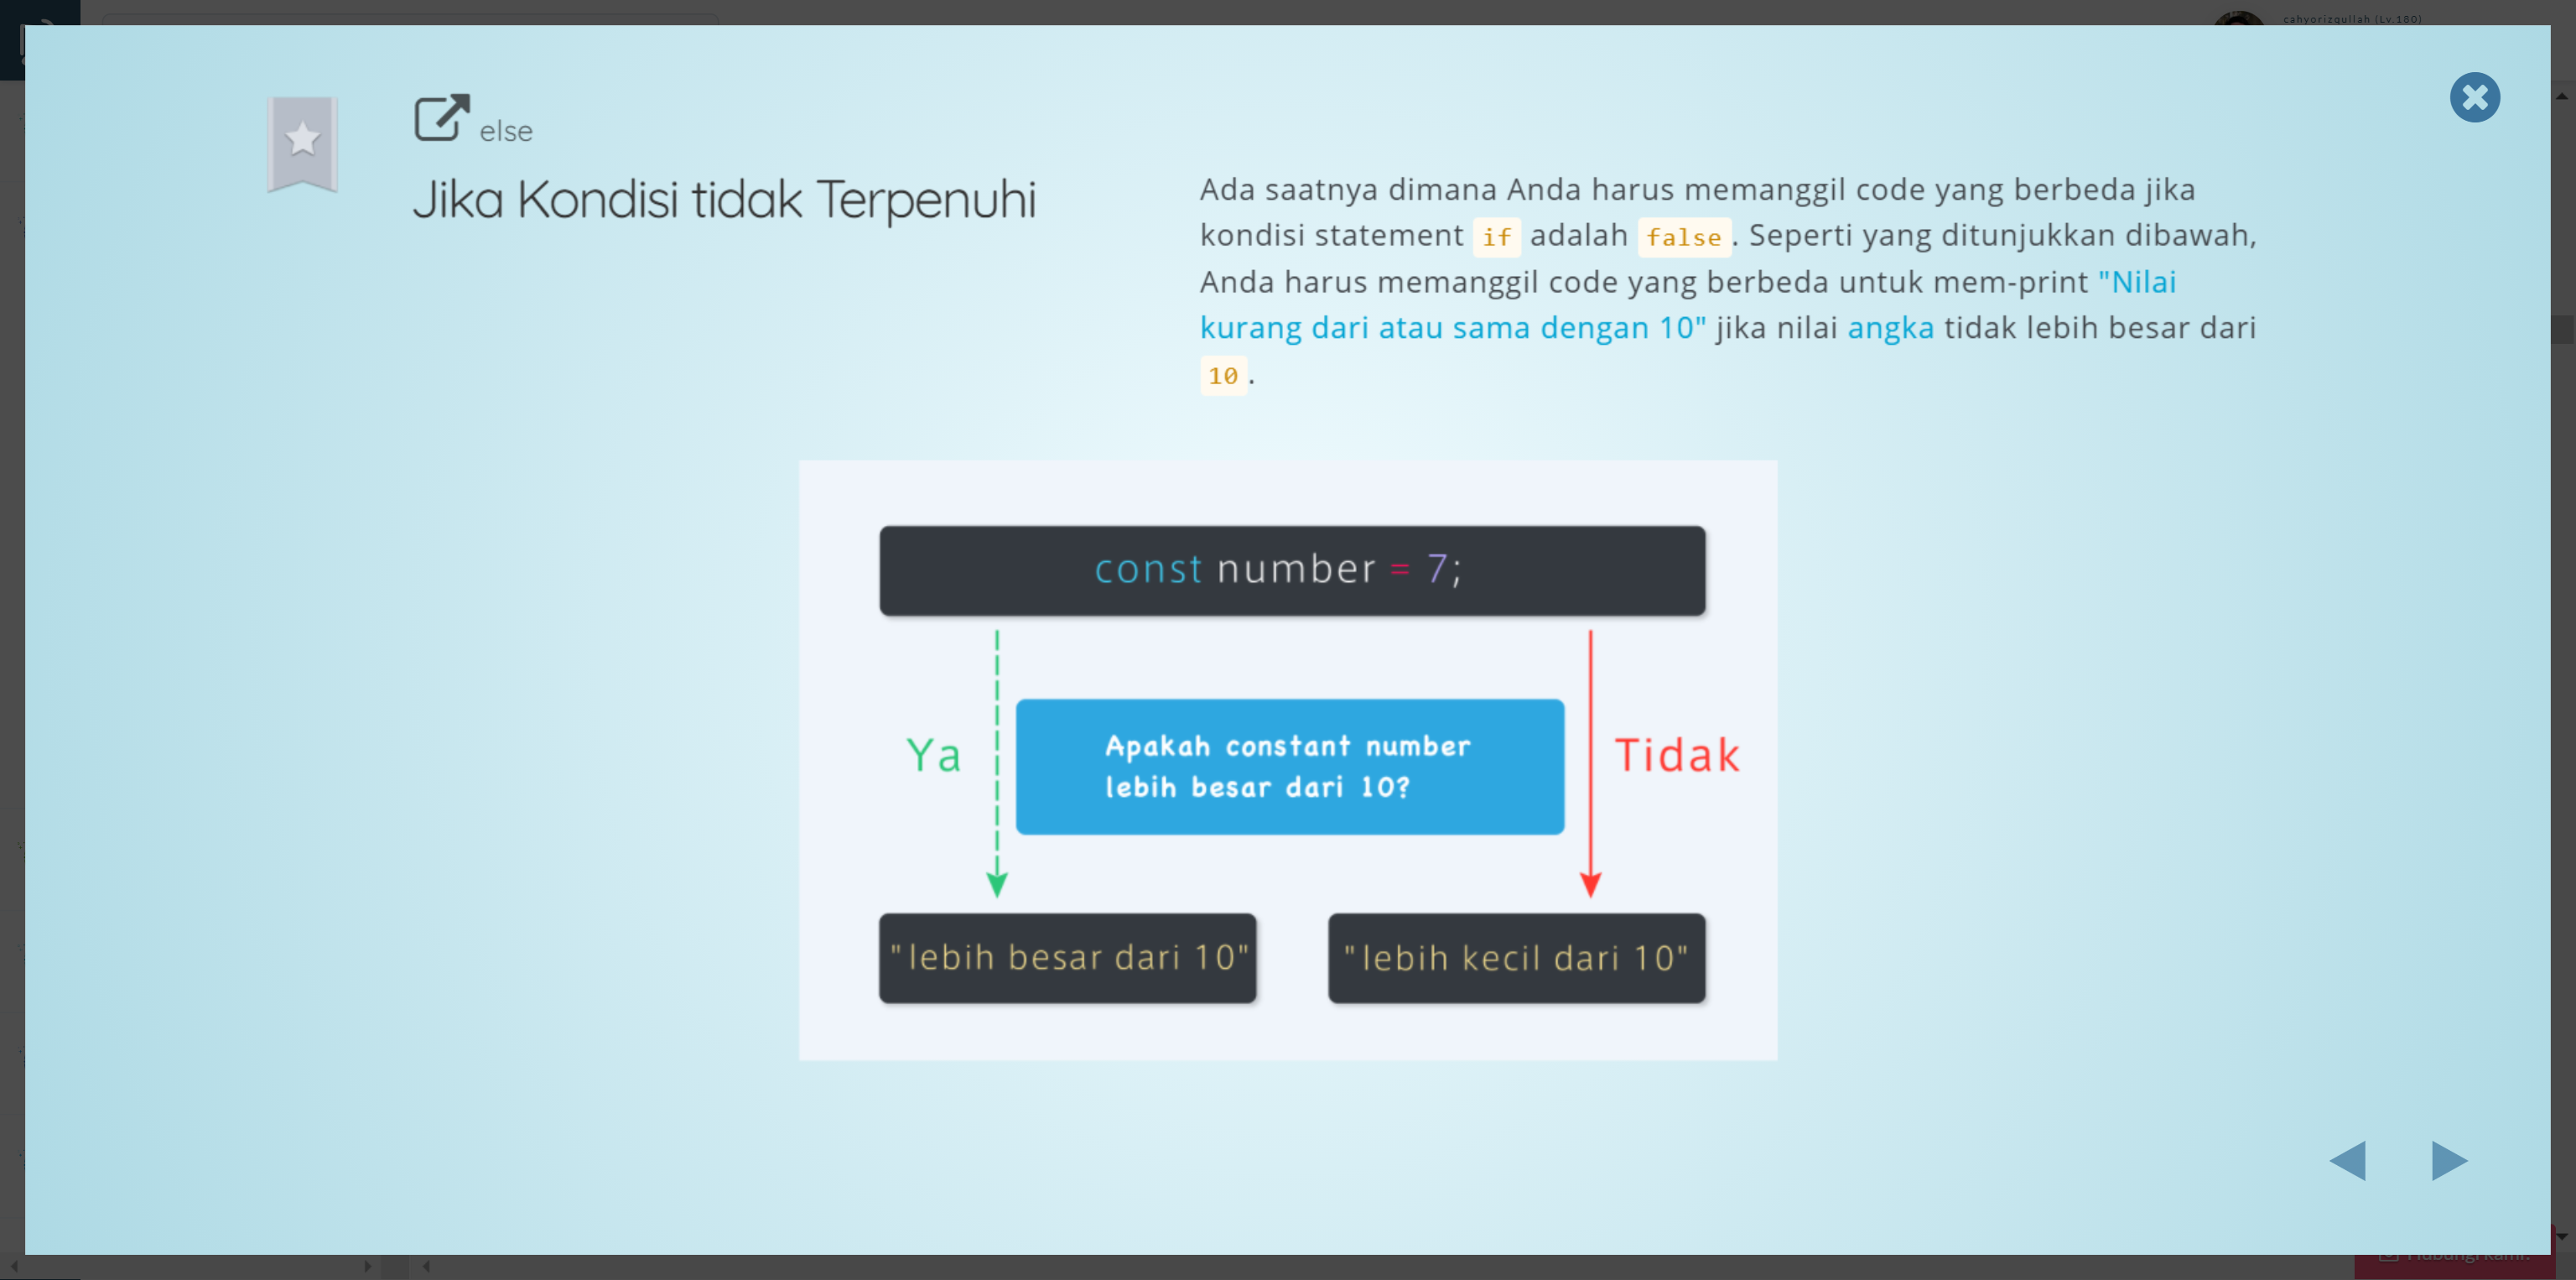 cahyorizqullah (Lv.180)
else
Jika Kondisi tidak Terpenuhi
Ada saatnya dimana Anda harus memanggil code yang berbeda jika
kondisi statement if adalah false. Seperti yang ditunjukkan dibawah,
Anda harus memanggil code yang berbeda untuk mem-print "Nilai
kurang dari atau sama dengan 10" jika nilai angka tidak lebih besar dari
10.
const number = 7;
Ya
Apakah constant number
lebih besar dari 10?
Tidak
"lebih besar dari 10"
"lebih kecil dari 10"
Hubungi kami.